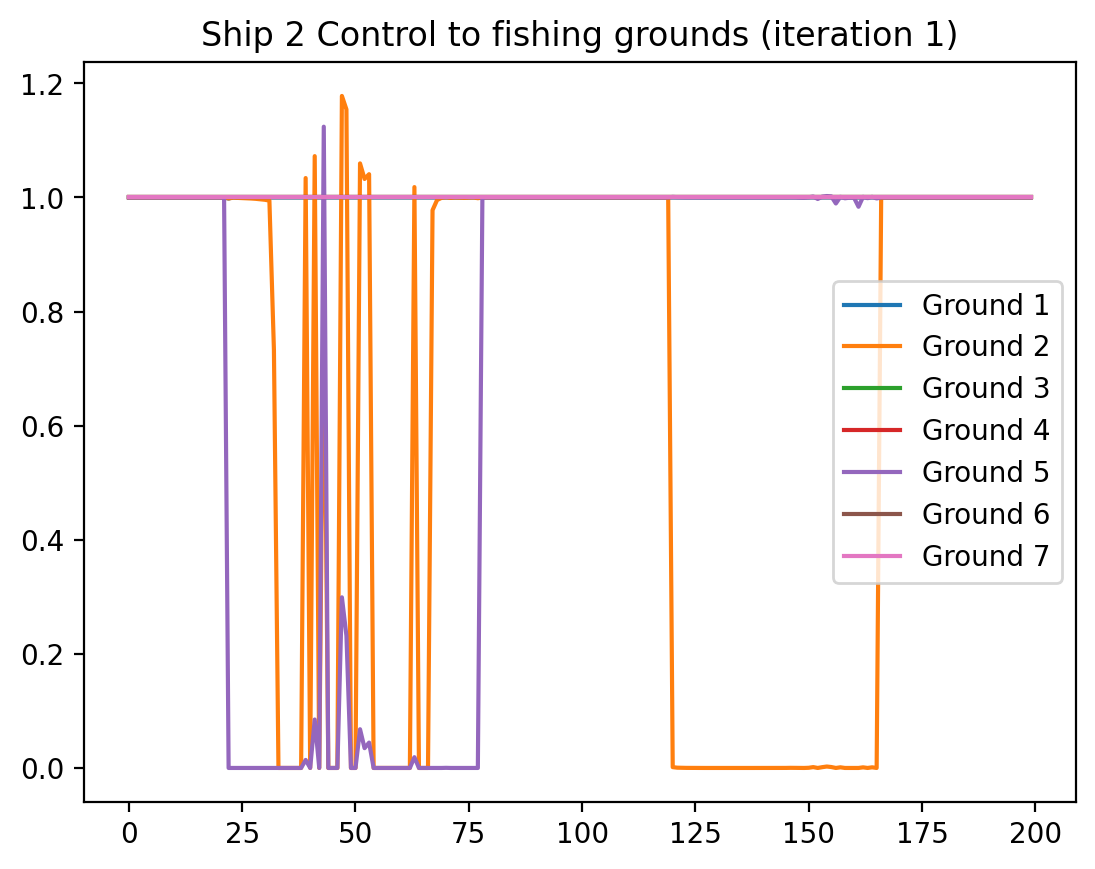 Ship 2 Control to fishing grounds (iteration 1)
1.2
1.0
0.8
0.6
0.4
0.2
0.0
Ground 1
Ground 2
Ground 3
Ground 4
Ground 5
Ground 6
Ground 7
0 25 50 75 100 125 150 175 200